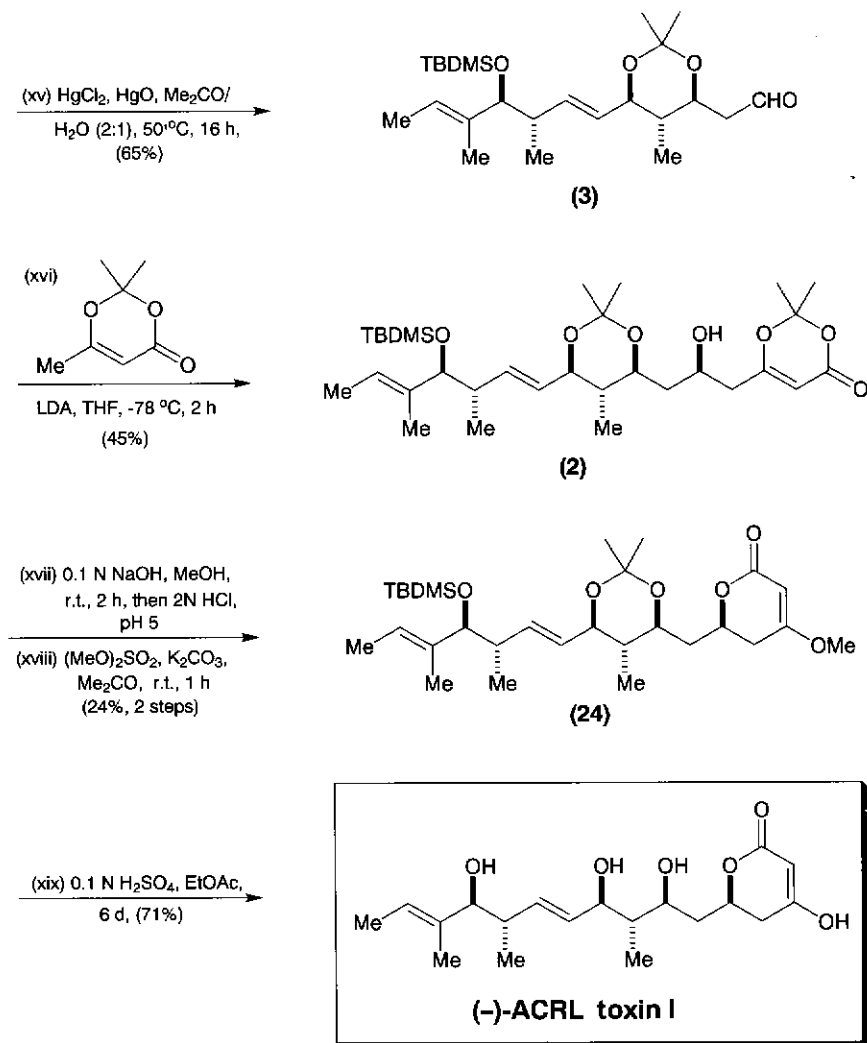 TBDMSO
O
O
CHO
Me
Me
Me
Me
(3)
(xv) HgCl2, HgO, Me2CO/
H2O (2:1), 50'oC, 16 h,
(65%)
(xvi)
O
O
Me
O
LDA, THF, -78 oC, 2 h
(45%)
TBDMSO
O
O
OH
O
O
O
Me
Me
Me
Me
(2)
(xvii) 0.1 N NaOH, MeOH,
r.t., 2 h, then 2N HCl,
pH 5
(xviii) (MeO)2SO2, K2CO3,
Me2CO, r.t., 1 h
(24%, 2 steps)
O
TBDMSO
O
O
O
Me
OMe
Me
Me
Me
(24)
(xix) 0.1 N H2SO4, EtOAc,
6 d, (71%)
O
OH
OH
OH
O
Me
OH
Me
Me
Me
(–)-ACRL toxin I